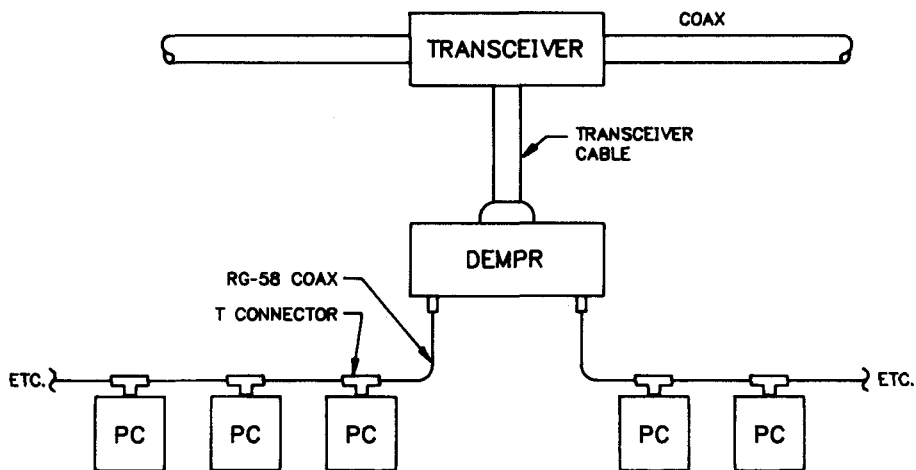 COAX
TRANSCEIVER
TRANSCEIVER
CABLE
DEMPR
RG-58 COAX
T CONNECTOR
ETC.
ETC.
PC
PC
PC
PC
PC